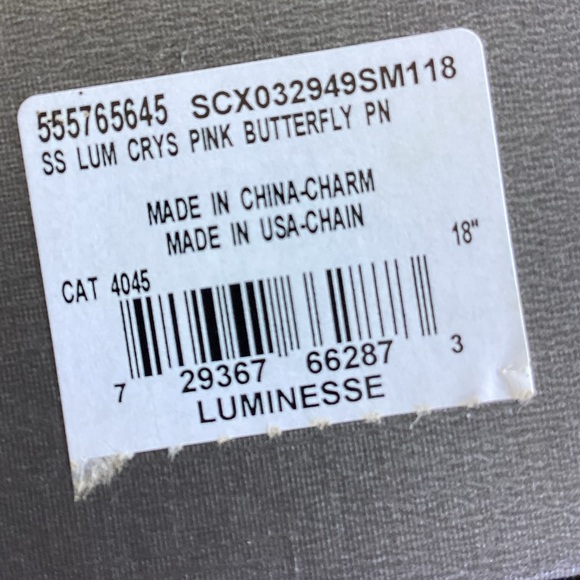 555765645 SCX032949SM118
SS LUM CRYS PINK BUTTERFLY PN
MADE IN CHINA-CHARM
MADE IN USA-CHAIN
18"
CAT 4045
7 29367 66287 3
LUMINESSE